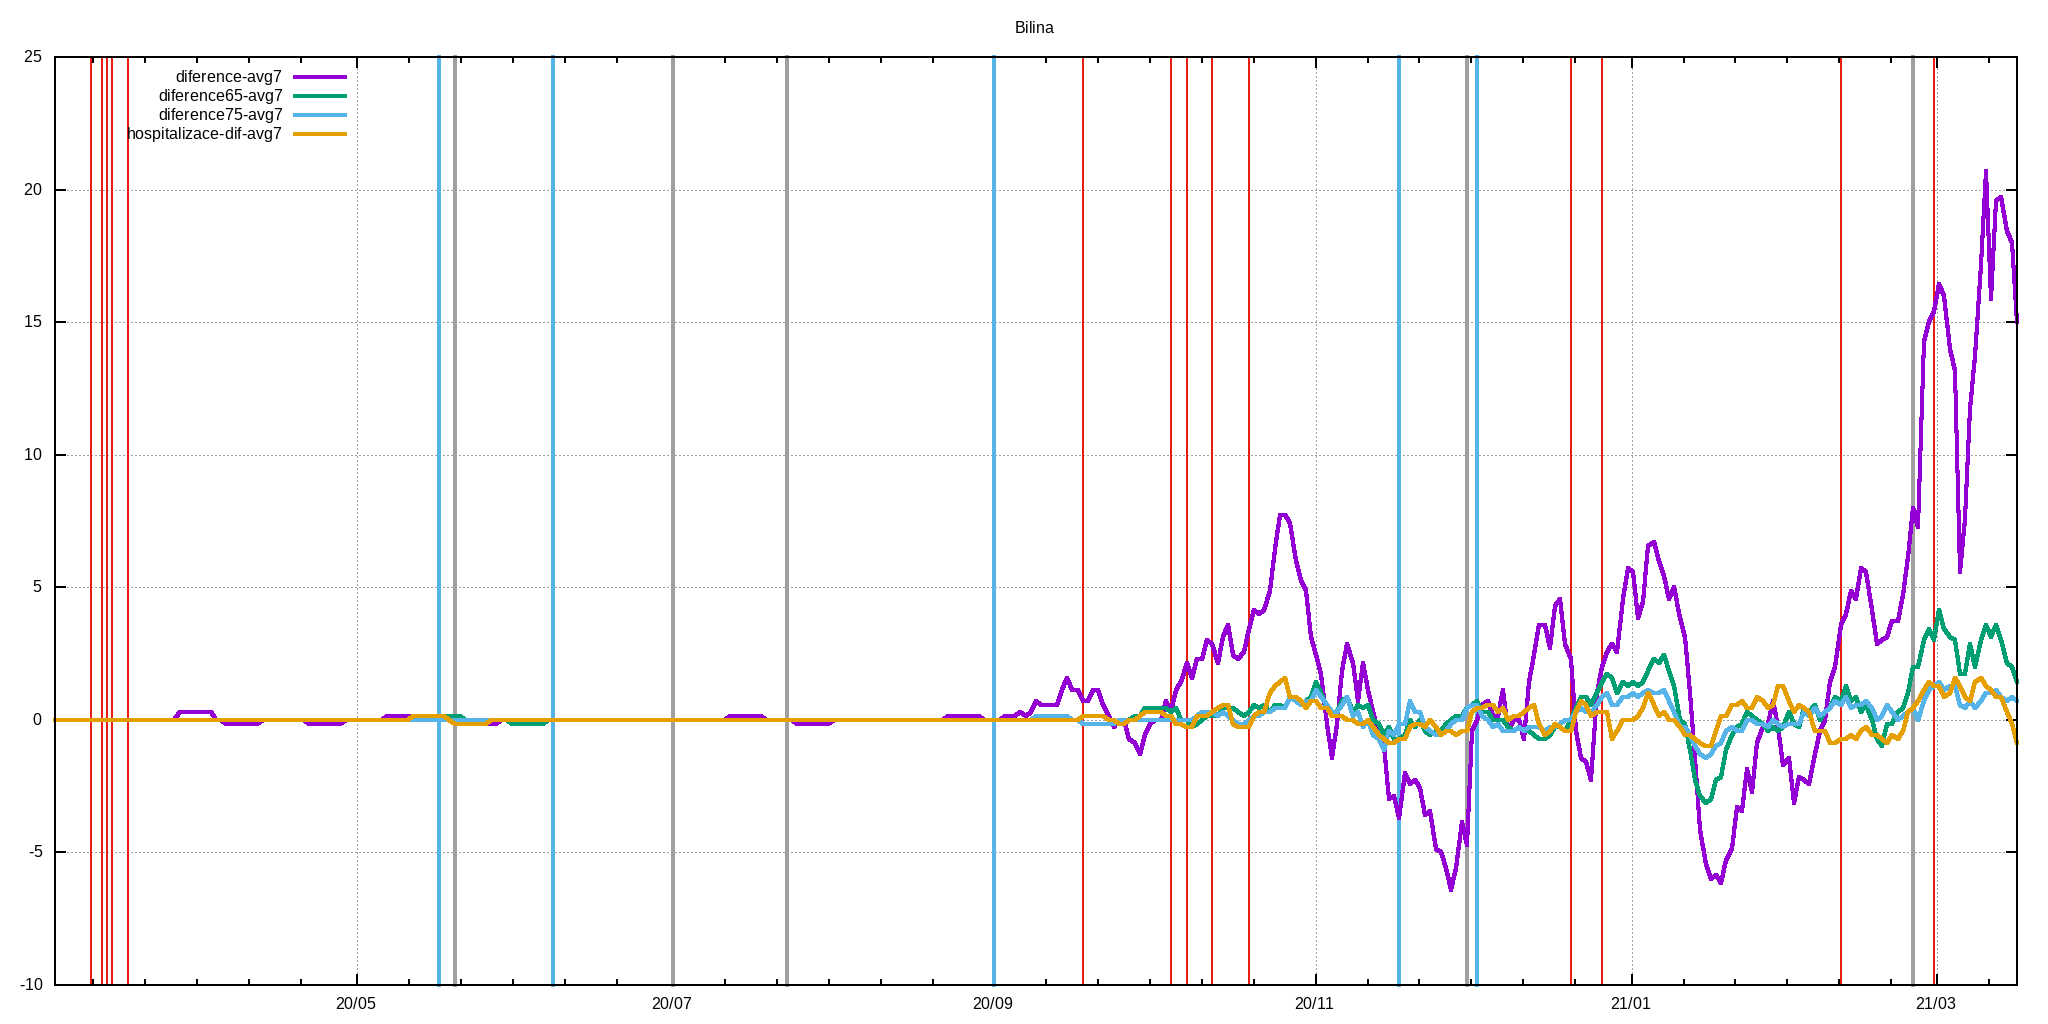 Bilina
25
20
15
10
5
0
-5
-10
diference-avg7
diference65-avg7
diference75-avg7
hospitalizace-dif-avg7
20/05 20/07 20/09 20/11 21/01 21/03